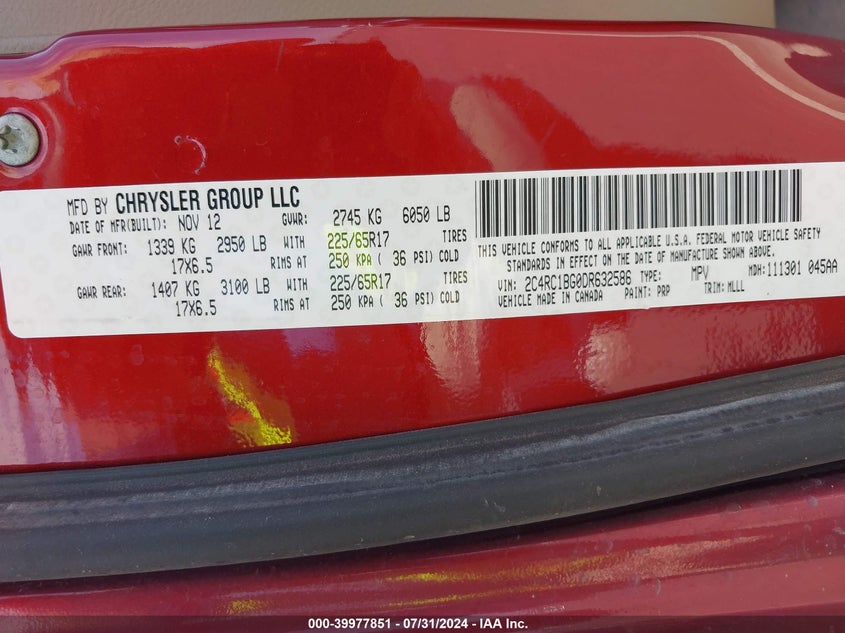 MFD BY CHRYSLER GROUP LLC
DATE OF MFR(BUILT): NOV 12 GVWR: 2745 KG 6050 LB
GAWR FRONT: 1339 KG 2950 LB WITH 225/65R17 TIRES
17X6.5 RIMS AT 250 KPA ( 36 PSI) COLD
GAWR REAR: 1407 KG 3100 LB WITH 225/65R17 TIRES
17X6.5 RIMS AT 250 KPA ( 36 PSI) COLD
THIS VEHICLE CONFORMS TO ALL APPLICABLE U.S.A. FEDERAL MOTOR VEHICLE SAFETY
STANDARDS IN EFFECT ON THE DATE OF MANUFACTURE SHOWN ABOVE.
VIN: 2C4RC1BG0DR632586 TYPE: MPV MDH: 111301 045AA
VEHICLE MADE IN CANADA PAINT: PRP TRIM: MLLL
000-39977851 / 07/31/2024 - IAA Inc.